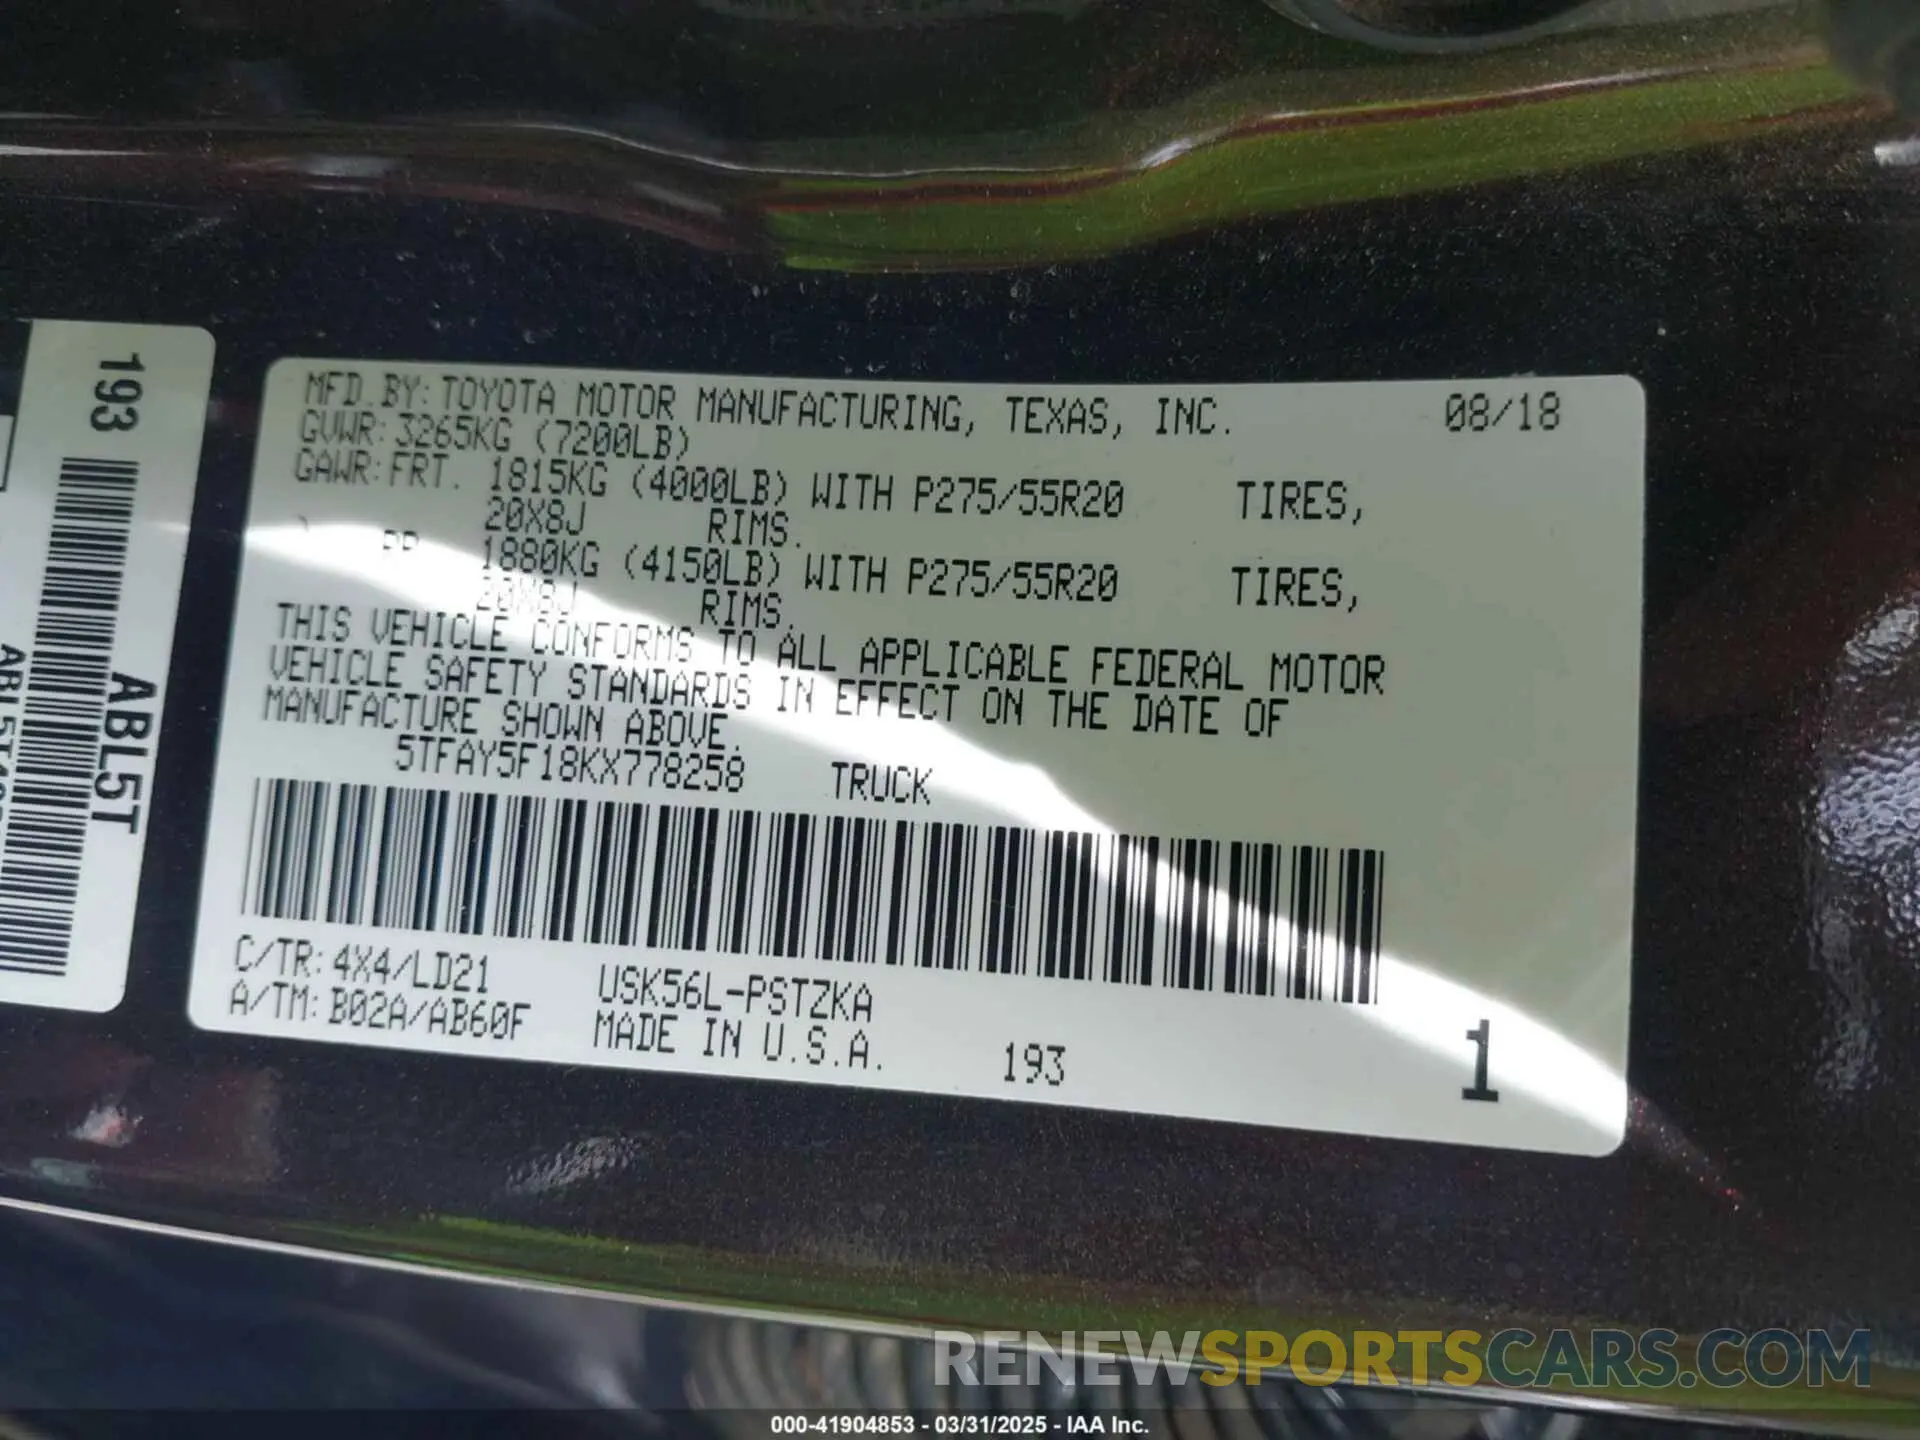 193
ABL5T
MFD.BY:TOYOTA MOTOR MANUFACTURING, TEXAS, INC. 08/18
GVWR:3265KG (7200LB)
GAWR:FRT. 1815KG (4000LB) WITH P275/55R20 TIRES,
20X8J RIMS.
1880KG (4150LB) WITH P275/55R20 TIRES,
20X8J RIMS.
THIS VEHICLE CONFORMS TO ALL APPLICABLE FEDERAL MOTOR
VEHICLE SAFETY STANDARDS IN EFFECT ON THE DATE OF
MANUFACTURE SHOWN ABOVE.
5TFAY5F18KX778258 TRUCK
C/TR:4X4/LD21 USK56L-PSTZKA
A/TM:B02A/AB60F MADE IN U.S.A. 193
1
RENEWSPORTSCARS.COM
000-41904853 - 03/31/2025 - IAA Inc.